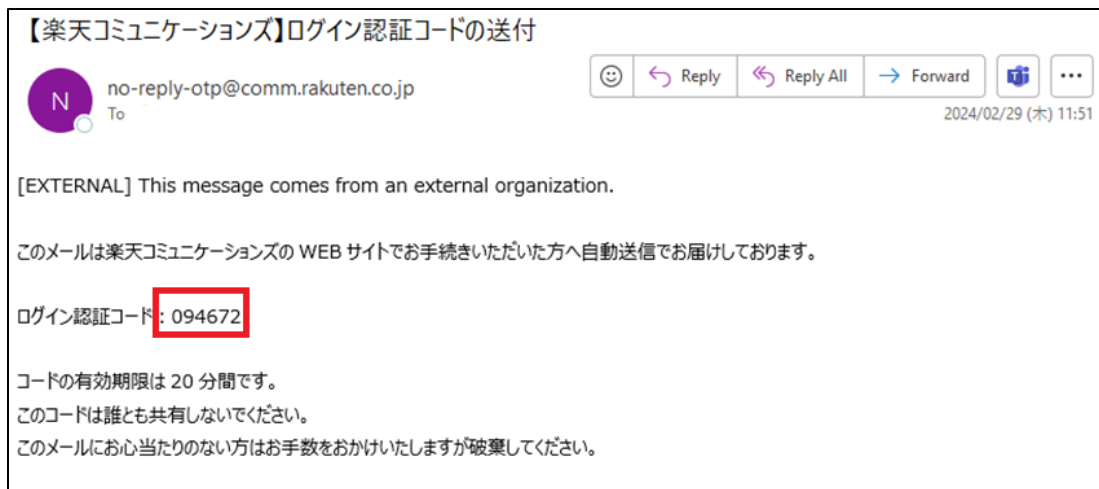 【楽天コミュニケーションズ】ログイン認証コードの送付
N
no-reply-otp@comm.rakuten.co.jp
To
Reply
Reply All
Forward
2024/02/29 (木) 11:51
[EXTERNAL] This message comes from an external organization.
このメールは楽天コミュニケーションズの WEB サイトでお手続きいただいた方へ自動送信でお届けしております。
ログイン認証コード : 094672
コードの有効期限は 20 分間です。
このコードは誰とも共有しないでください。
このメールにお心当たりのない方はお手数をおかけいたしますが破棄してください。